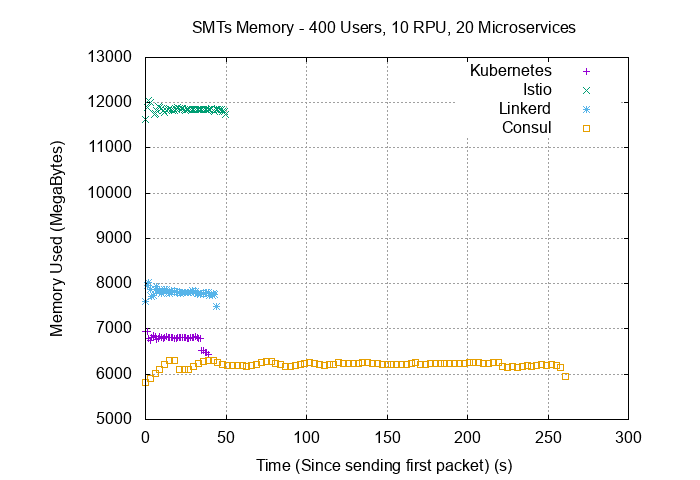 SMTs Memory - 400 Users, 10 RPU, 20 Microservices
Memory Used (MegaBytes)
13000
12000
11000
10000
9000
8000
7000
6000
5000
Kubernetes
Istio
Linkerd
Consul
0 50 100 150 200 250 300
Time (Since sending first packet) (s)